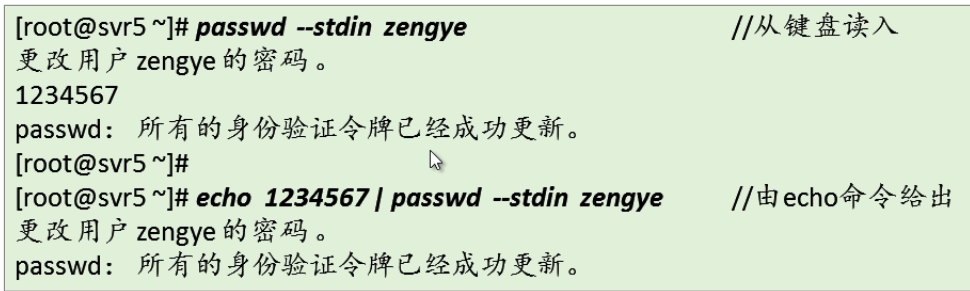 [root@svr5 ~]# passwd --stdin zengye //从键盘读入
更改用户 zengye 的密码 。
1234567
passwd： 所有的身份验证令牌已经成功更新。
[root@svr5 ~]#
[root@svr5 ~]# echo 1234567 | passwd --stdin zengye //由echo命令给出
更改用户 zengye 的密码 。
passwd： 所有的身份验证令牌已经成功更新。